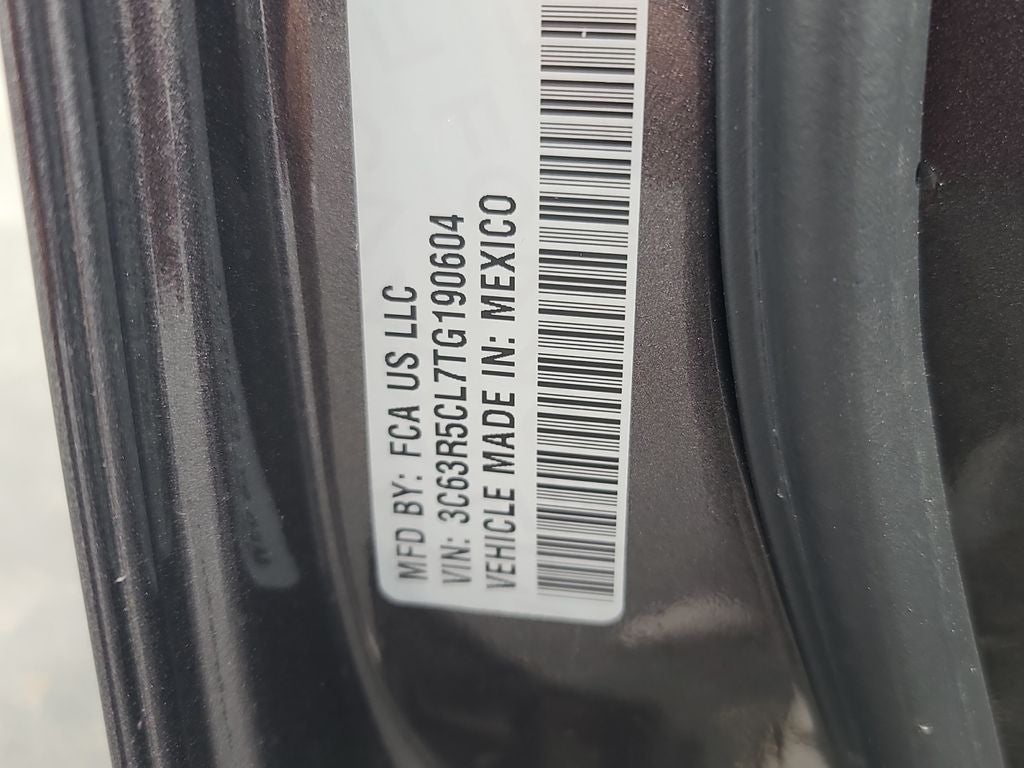 MFD BY: FCA US LLC
VIN: 3C63R5CL7TG190604
VEHICLE MADE IN: MEXICO